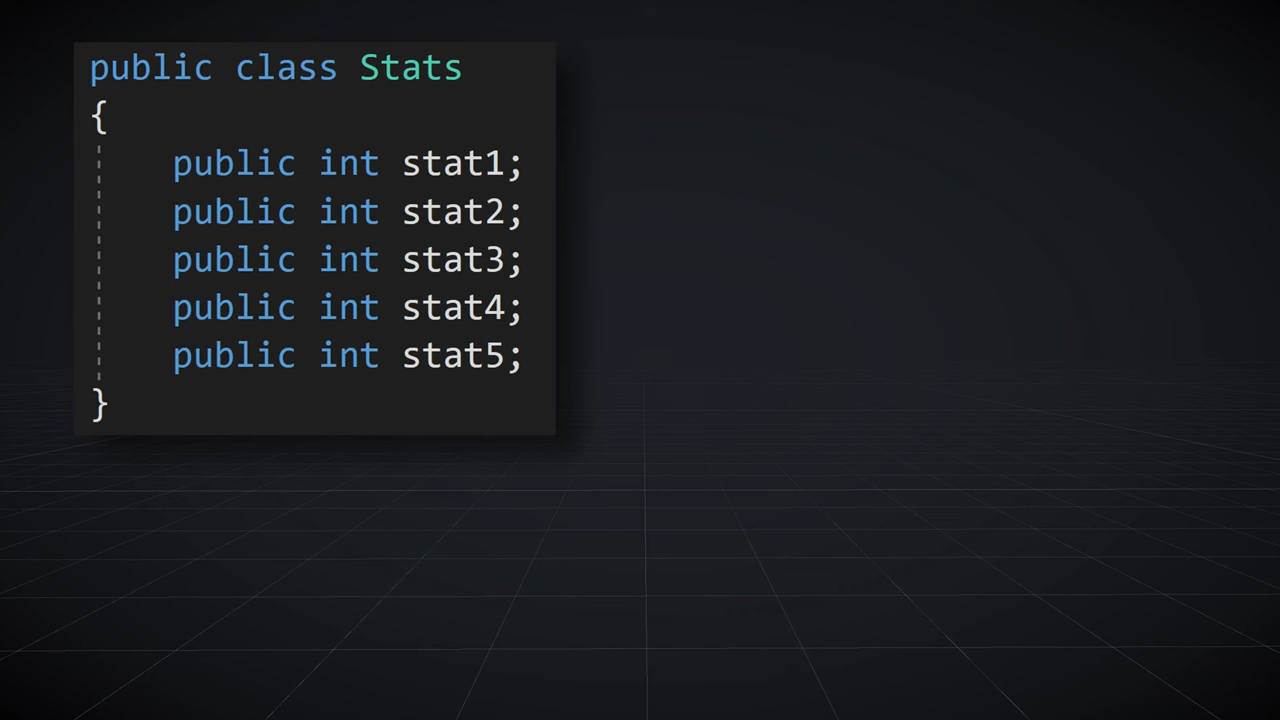 public class Stats
{
public int stat1;
public int stat2;
public int stat3;
public int stat4;
public int stat5;
}